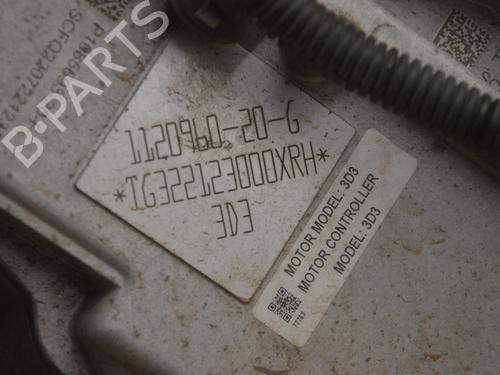 1120960-20-G
*TG322123000XRH*
3D3
MOTOR MODEL: 3D3
MOTOR CONTROLLER
MODEL: 3D3
B-PARTS